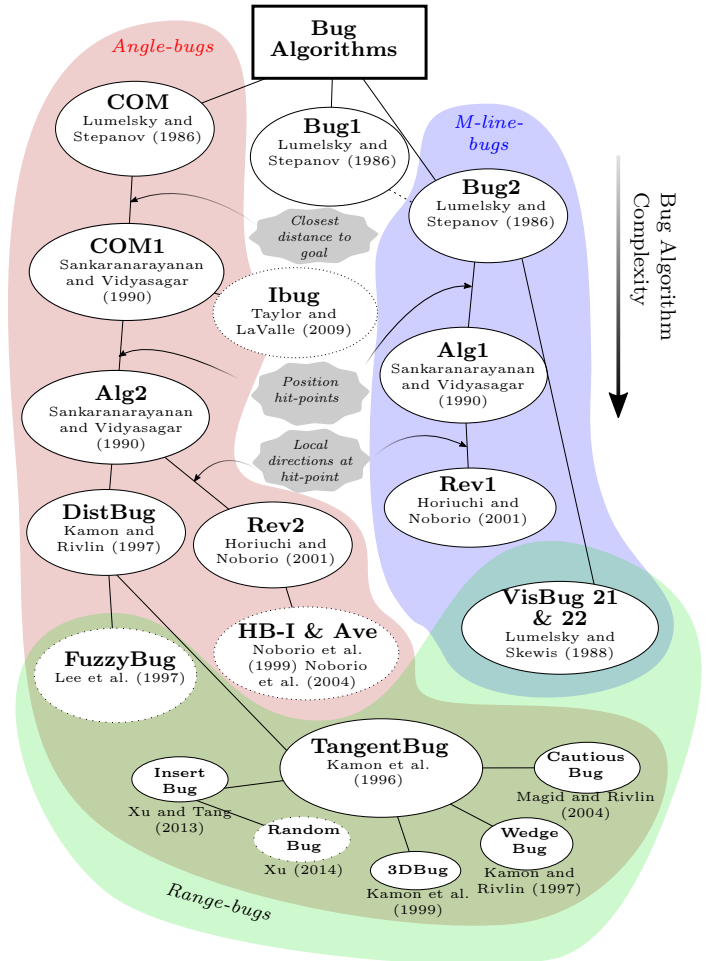 Bug
Algorithms
Angle-bugs
COM
Lumelsky and
Stepanov (1986)
Bug1
Lumelsky and
Stepanov (1986)
M-line-
bugs
Bug2
Lumelsky and
Stepanov (1986)
Bug Algorithm
Complexity
Closest
distance to
goal
COM1
Sankaranarayanan
and Vidyasagar
(1990)
Ibug
Taylor and
LaValle (2009)
Alg1
Sankaranarayanan
and Vidyasagar
(1990)
Position
hit-points
Alg2
Sankaranarayanan
and Vidyasagar
(1990)
Local
directions at
hit-point
Rev1
Horiuchi and
Noborio (2001)
DistBug
Kamon and
Rivlin (1997)
Rev2
Horiuchi and
Noborio (2001)
VisBug 21
& 22
Lumelsky and
Skewis (1988)
HB-I & Ave
Noborio et al.
(1999) Noborio
et al. (2004)
FuzzyBug
Lee et al. (1997)
TangentBug
Kamon et al.
(1996)
Cautious
Bug
Magid and Rivlin
(2004)
Insert
Bug
Xu and Tang
(2013)
Random
Bug
Xu (2014)
Wedge
Bug
Kamon and
Rivlin (1997)
3DBug
Kamon et al.
(1999)
Range-bugs